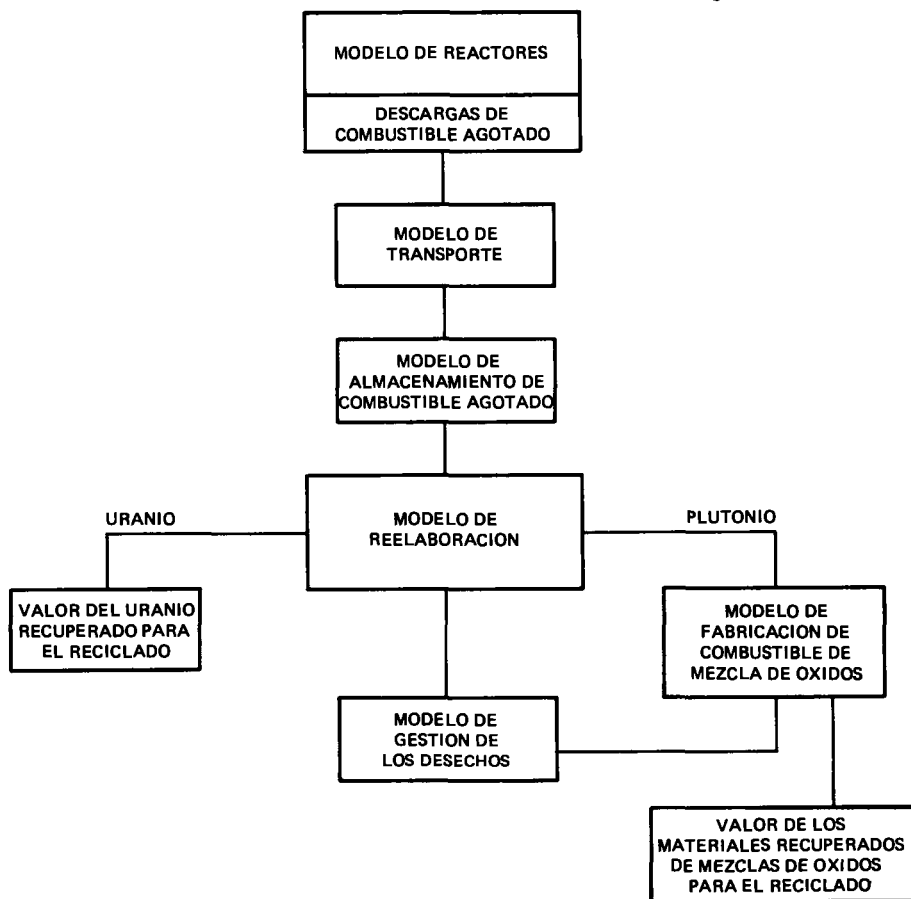 MODELO DE REACTORES
DESCARGAS DE
COMBUSTIBLE AGOTADO
MODELO DE
TRANSPORTE
MODELO DE
ALMACENAMIENTO DE
COMBUSTIBLE AGOTADO
URANIO
MODELO DE
REELABORACION
PLUTONIO
VALOR DEL URANIO
RECUPERADO PARA
EL RECICLADO
MODELO DE
FABRICACION DE
COMBUSTIBLE DE
MEZCLA DE OXIDOS
MODELO DE
GESTION DE
LOS DESECHOS
VALOR DE LOS
MATERIALES RECUPERADOS
DE MEZCLAS DE OXIDOS
PARA EL RECICLADO